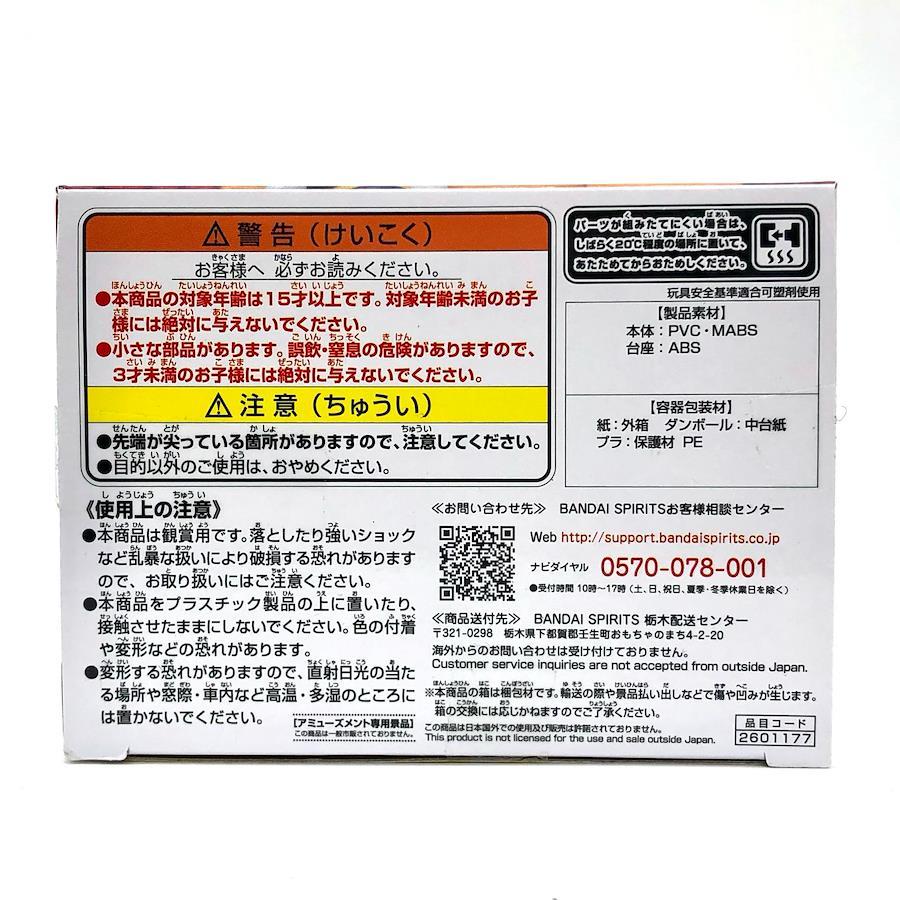 ⚠警告（けいこく）
お客様へ 必ずお読みください。
●本商品の対象年齢は15才以上です。対象年齢未満のお子
様には絶対に与えないでください。
●小さな部品があります。誤飲・窒息の危険がありますので、
3才未満のお子様には絶対に与えないでください。
⚠注意（ちゅうい）
●先端が尖っている箇所がありますので、注意してください。
●目的以外のご使用は、おやめください。
パーツが組みたてにくい場合は、
しばらく20℃程度の場所に置いて、
あたためてからおためしください。
玩具安全基準適合可塑剤使用
【製品素材】
本体：PVC・MABS
台座：ABS
【容器包装材】
紙：外箱 ダンボール：中台紙
プラ：保護材 PE
《使用上の注意》
●本商品は観賞用です。落としたり強いショック
など乱暴な扱いにより破損する恐れがあります
ので、お取り扱いにはご注意ください。
●本商品をプラスチック製品の上に置いたり、
接触させたままにしないでください。色の付着
や変形などの恐れがあります。
●変形する恐れがありますので、直射日光の当た
る場所や窓際・車内など高温・多湿のところに
は置かないでください。
【アミューズメント専用景品】
この商品は一般市販されておりません。
≪お問い合わせ先≫ BANDAI SPIRITSお客様相談センター
Web http://support.bandaispirits.co.jp
ナビダイヤル 0570-078-001
●受付時間 10時～17時（土、日、祝日、夏季・冬季休業日を除く）
≪商品送付先≫ BANDAI SPIRITS 栃木配送センター
〒321-0298 栃木県下都賀郡壬生町おもちゃのまち4-2-20
海外からのお問い合わせは受け付けておりません。
Customer service inquiries are not accepted from outside Japan.
※本商品の箱は梱包材です。輸送の際や景品払い出しなどで傷や凹みが生じます。
箱の交換には応じかねますのでご了承ください。
この商品は日本国外での使用及び販売は許諾されておりません。
This product is not licensed for the use and sale outside Japan.
品目コード
2601177